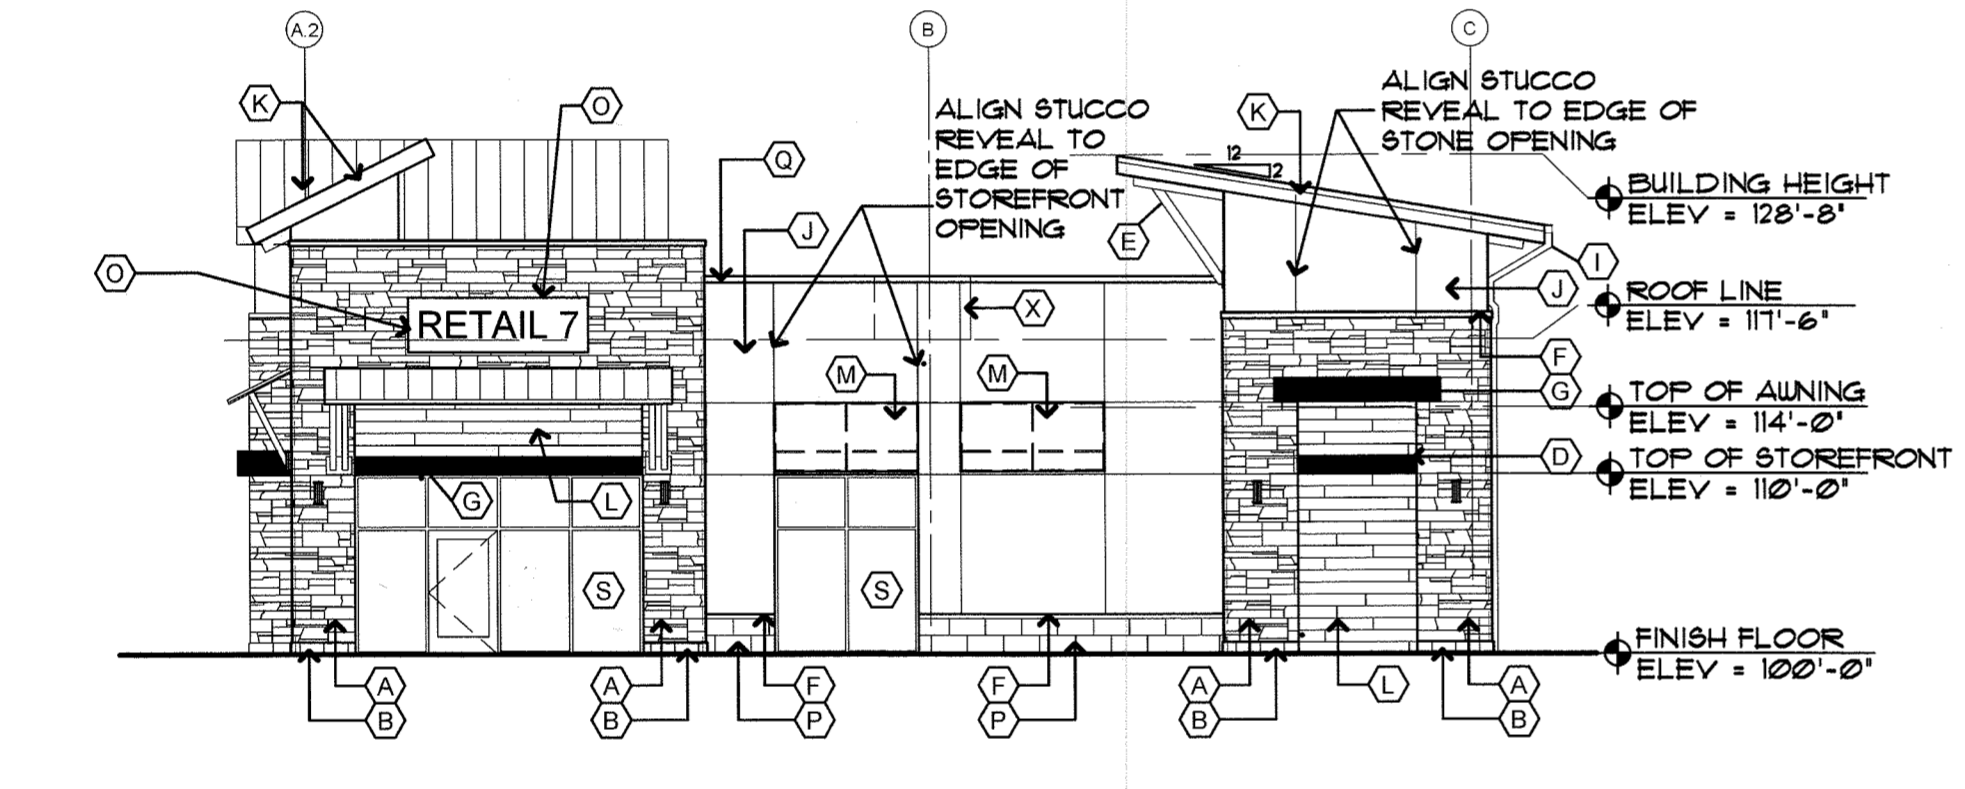 A.2
B
C
K
O
ALIGN STUCCO
REVEAL TO
EDGE OF
STOREFRONT
OPENING
K
ALIGN STUCCO
REVEAL TO EDGE OF
STONE OPENING
12
2
Q
BUILDING HEIGHT
ELEV = 128'-8"
J
E
I
O
J
ROOF LINE
ELEV = 117'-6"
RETAIL 7
X
F
M
M
G
TOP OF AWNING
ELEV = 114'-0"
D
TOP OF STOREFRONT
ELEV = 110'-0"
G
L
S
S
FINISH FLOOR
ELEV = 100'-0"
A
A
F
F
A
L
A
B
B
P
P
B
B